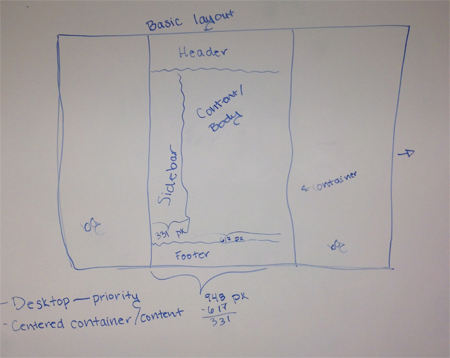 Basic layout
Header
Content/
Body
Sidebar
container
331 px
617 px
Footer
- Desktop — priority
- Centered container/content
948 px
- 617
331